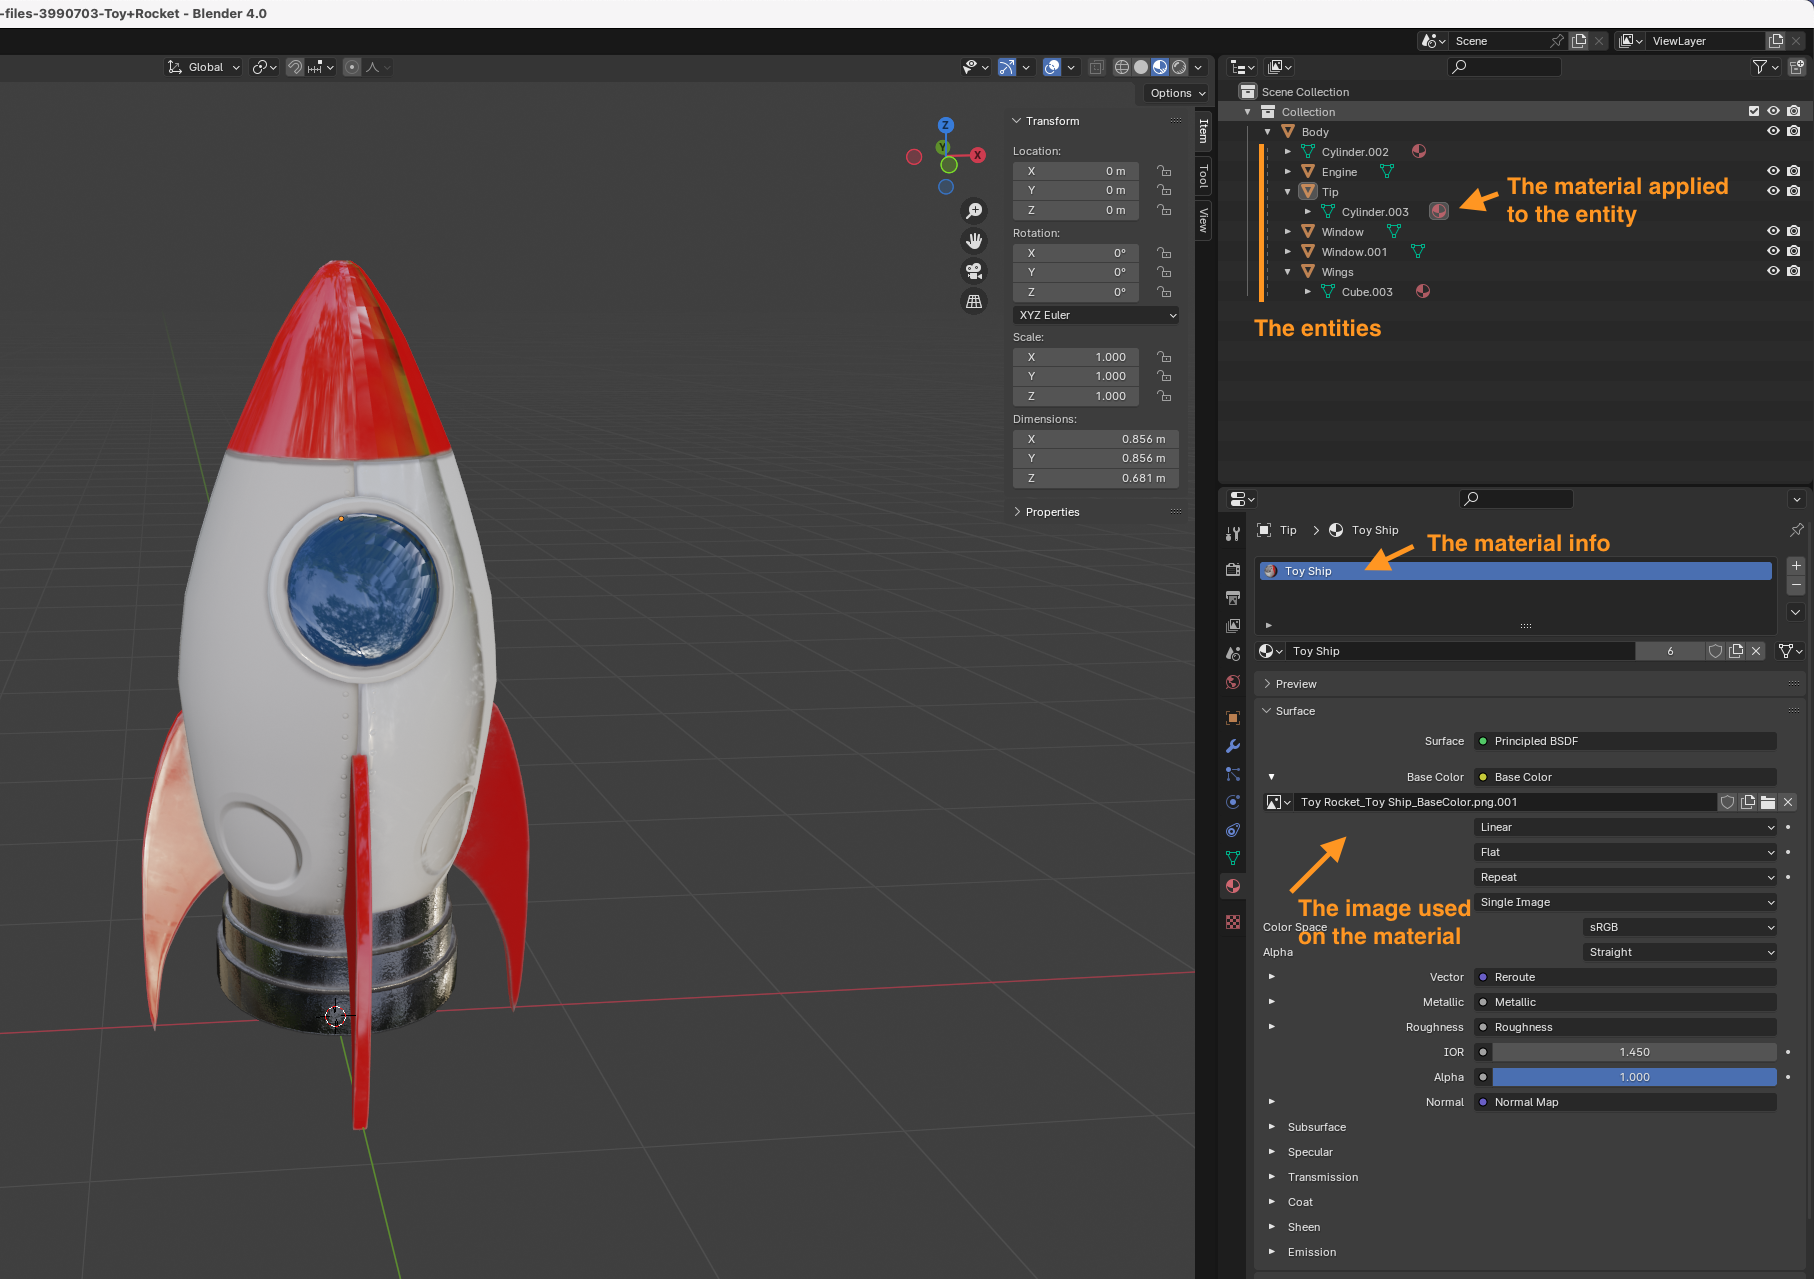 -files-3990703-Toy+Rocket - Blender 4.0
Scene
ViewLayer
Global
Options
Scene Collection
Collection
Body
Cylinder.002
Engine
Tip
Cylinder.003
Window
Window.001
Wings
Cube.003
The material applied
to the entity
The entities
Z
Y
X
Item
Tool
View
Transform
Location:
X 0 m
Y 0 m
Z 0 m
Rotation:
X 0°
Y 0°
Z 0°
XYZ Euler
Scale:
X 1.000
Y 1.000
Z 1.000
Dimensions:
X 0.856 m
Y 0.856 m
Z 0.681 m
Properties
Tip > Toy Ship
The material info
Toy Ship
Toy Ship 6
Preview
Surface
Surface Principled BSDF
Base Color Base Color
Toy Rocket_Toy Ship_BaseColor.png.001
Linear
Flat
Repeat
Single Image
The image used
on the material
Color Space sRGB
Alpha Straight
Vector Reroute
Metallic Metallic
Roughness Roughness
IOR 1.450
Alpha 1.000
Normal Normal Map
Subsurface
Specular
Transmission
Coat
Sheen
Emission